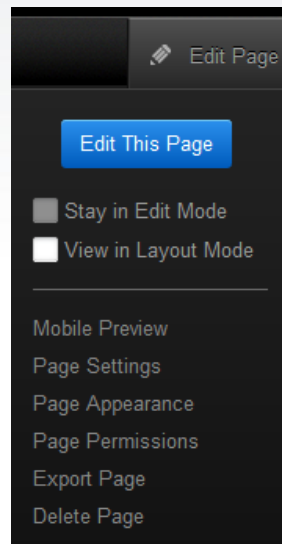 Edit Page
Edit This Page
Stay in Edit Mode
View in Layout Mode
Mobile Preview
Page Settings
Page Appearance
Page Permissions
Export Page
Delete Page